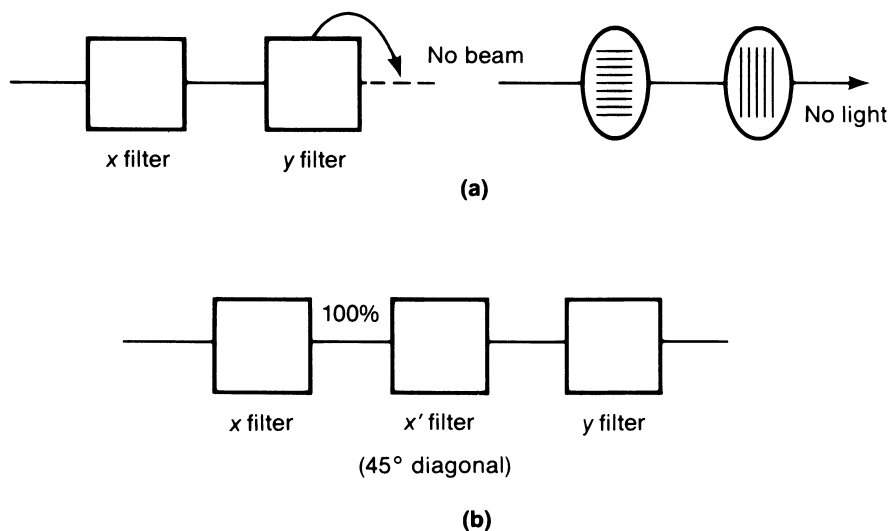 No beam
No light
x filter
y filter
(a)
100%
x filter
x′ filter
y filter
(45° diagonal)
(b)